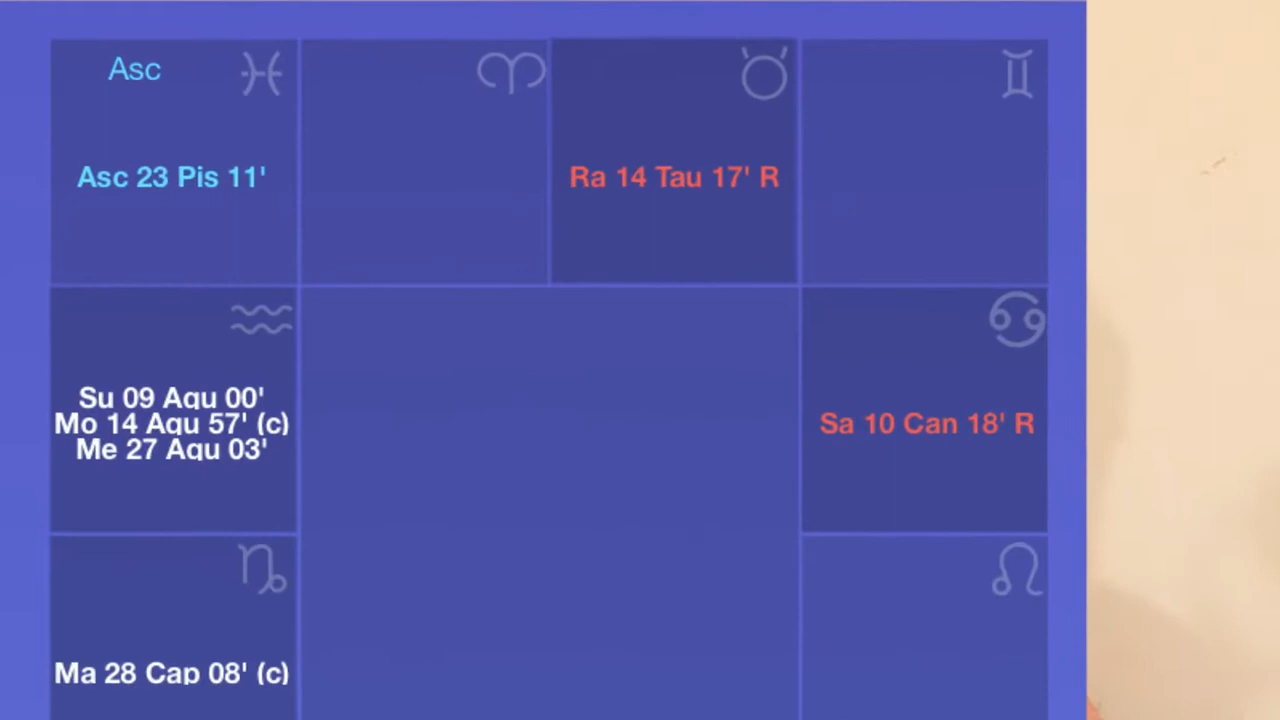 Asc
Asc 23 Pis 11'
Ra 14 Tau 17' R
Su 09 Aqu 00'
Mo 14 Aqu 57' (c)
Me 27 Aqu 03'
Sa 10 Can 18' R
Ma 28 Cap 08' (c)